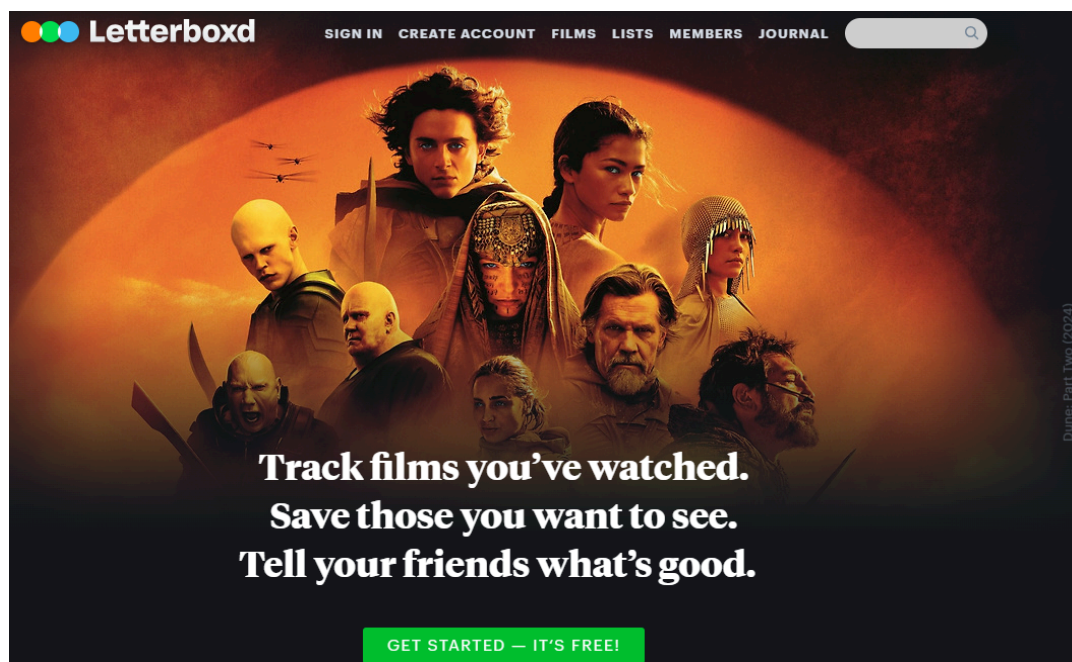 Letterboxd
SIGN IN CREATE ACCOUNT FILMS LISTS MEMBERS JOURNAL
Dune: Part Two (2024)
Track films you’ve watched.
Save those you want to see.
Tell your friends what’s good.
GET STARTED — IT’S FREE!